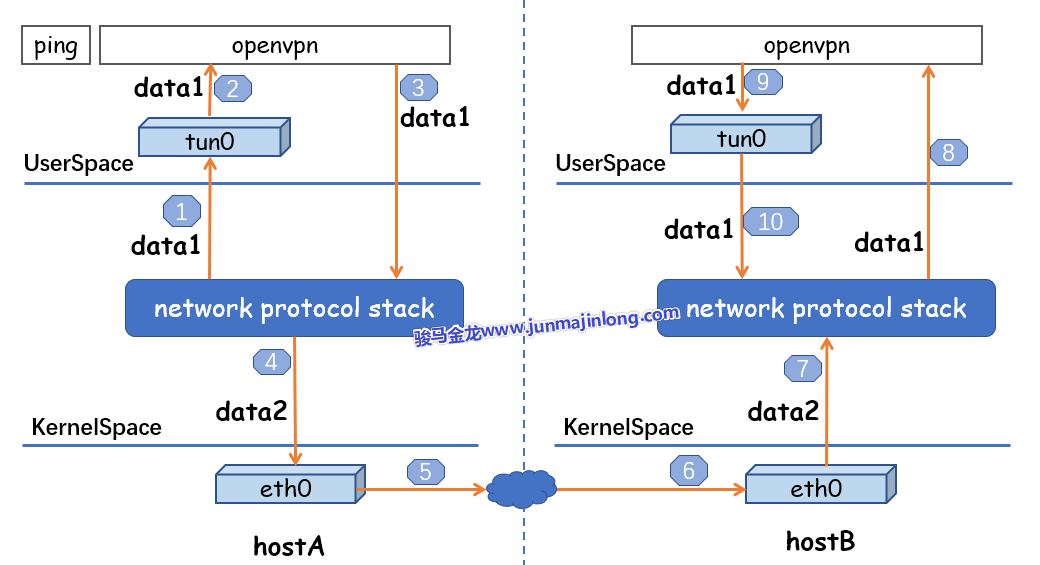 ping
openvpn
data1
2
3
data1
tun0
UserSpace
1
data1
network protocol stack
4
data2
KernelSpace
5
eth0
hostA
骏马金龙www.junmajinlong.com
openvpn
data1
9
tun0
UserSpace
8
data1
10
data1
network protocol stack
7
data2
KernelSpace
6
eth0
hostB